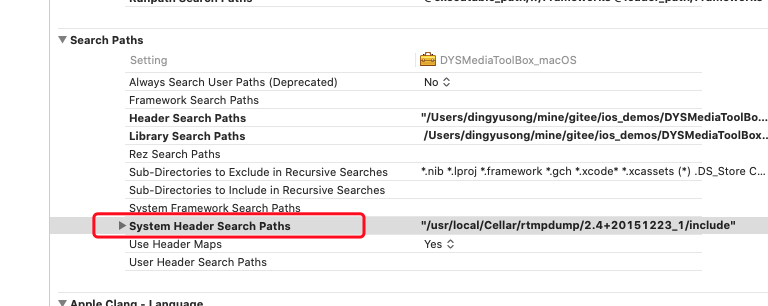 Search Paths
Setting DYSMediaToolBox_macOS
Always Search User Paths (Deprecated) No
Framework Search Paths
Header Search Paths "/Users/dingyusong/mine/gitee/ios_demos/DYSMediaToolBo...
Library Search Paths /Users/dingyusong/mine/gitee/ios_demos/DYSMediaToolBox...
Rez Search Paths
Sub-Directories to Exclude in Recursive Searches *.nib *.lproj *.framework *.gch *.xcode* *.xcassets (*) .DS_Store C...
Sub-Directories to Include in Recursive Searches
System Framework Search Paths
System Header Search Paths "/usr/local/Cellar/rtmpdump/2.4+20151223_1/include"
Use Header Maps Yes
User Header Search Paths
Apple Clang - Language